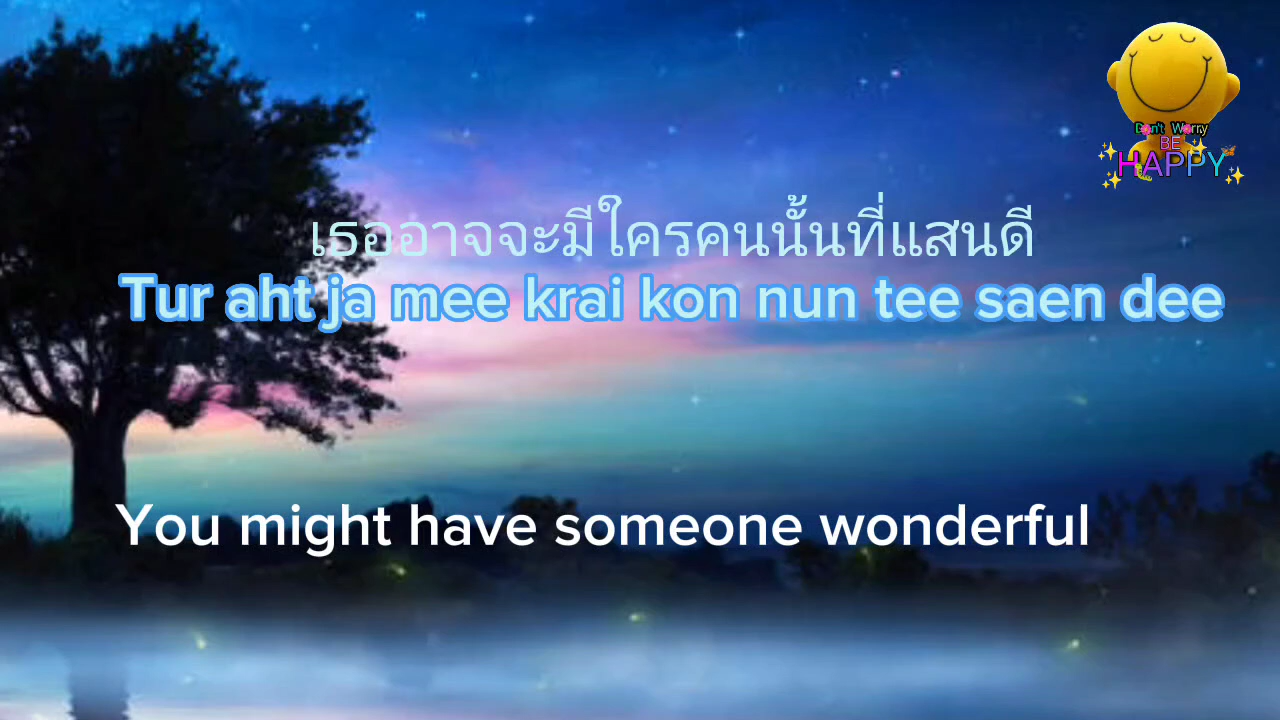 Don't Worry
BE
HAPPY
เธออาจจะมีใครคนนั้นที่แสนดี
Tur aht ja mee krai kon nun tee saen dee
You might have someone wonderful